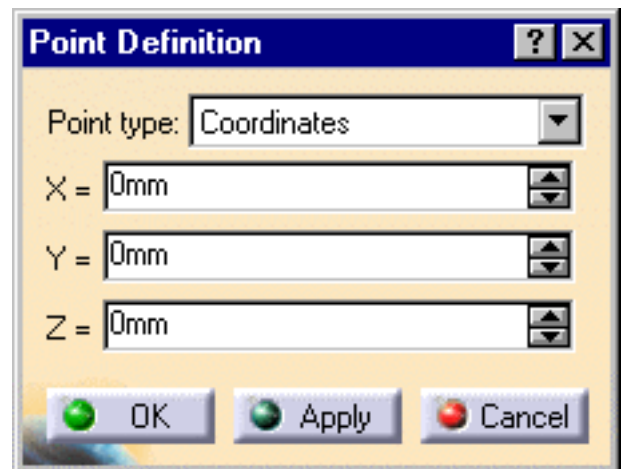 Point Definition
Point type: Coordinates
X = 0mm
Y = 0mm
Z = 0mm
OK Apply Cancel